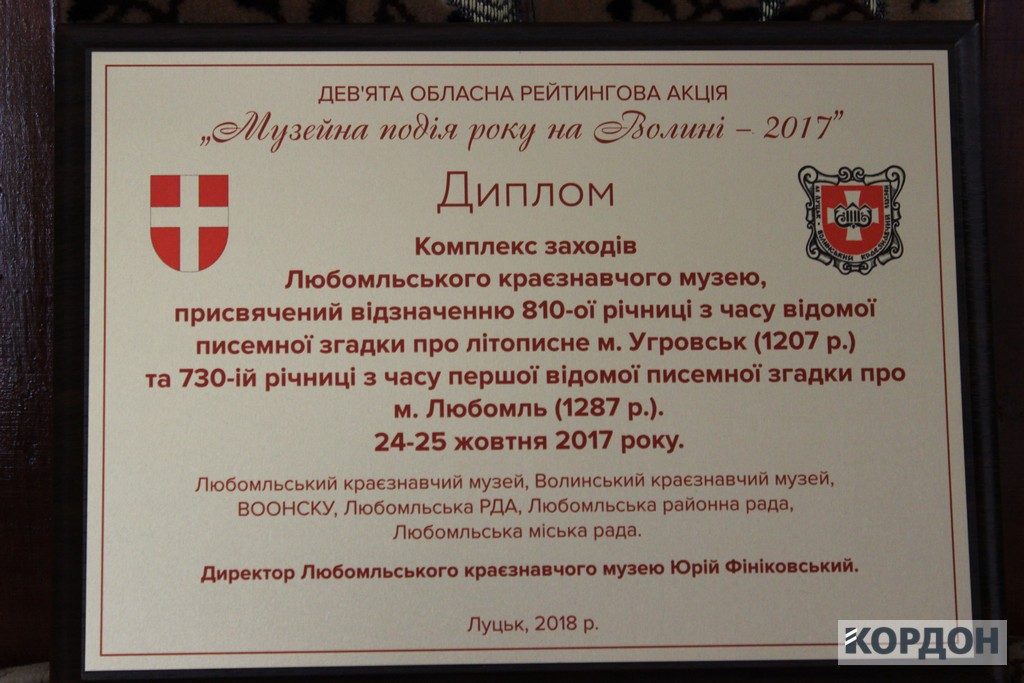 ДЕВ'ЯТА ОБЛАСНА РЕЙТИНГОВА АКЦІЯ
„Музейна подія року на Волині – 2017”
Диплом
Комплекс заходів
Любомльського краєзнавчого музею,
присвячений відзначенню 810-ої річниці з часу відомої
писемної згадки про літописне м. Угровськ (1207 р.)
та 730-ій річниці з часу першої відомої писемної згадки про
м. Любомль (1287 р.).
24-25 жовтня 2017 року.
Любомльський краєзнавчий музей, Волинський краєзнавчий музей,
ВООНСКУ, Любомльська РДА, Любомльська районна рада,
Любомльська міська рада.
Директор Любомльського краєзнавчого музею Юрій Фініковський.
Луцьк, 2018 р.
КОРДОН